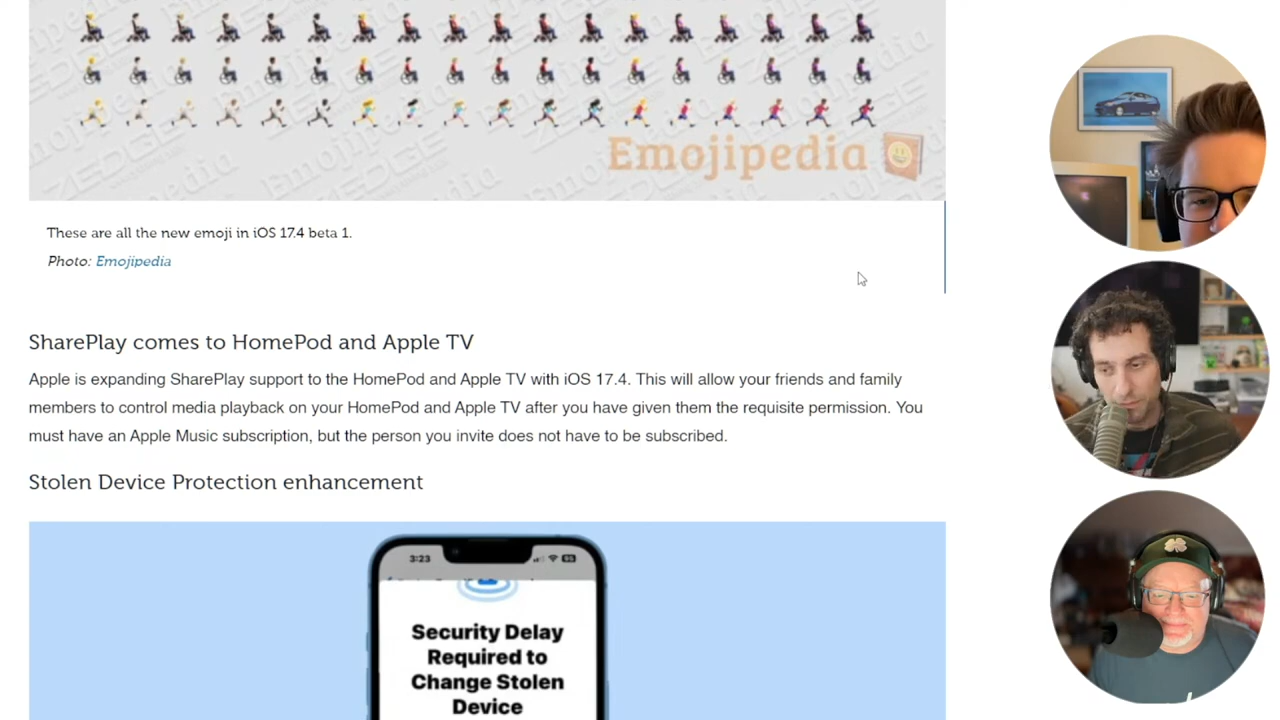 Emojipedia
These are all the new emoji in iOS 17.4 beta 1.
Photo: Emojipedia
SharePlay comes to HomePod and Apple TV
Apple is expanding SharePlay support to the HomePod and Apple TV with iOS 17.4. This will allow your friends and family
members to control media playback on your HomePod and Apple TV after you have given them the requisite permission. You
must have an Apple Music subscription, but the person you invite does not have to be subscribed.
Stolen Device Protection enhancement
3:23
Security Delay
Required to
Change Stolen
Device